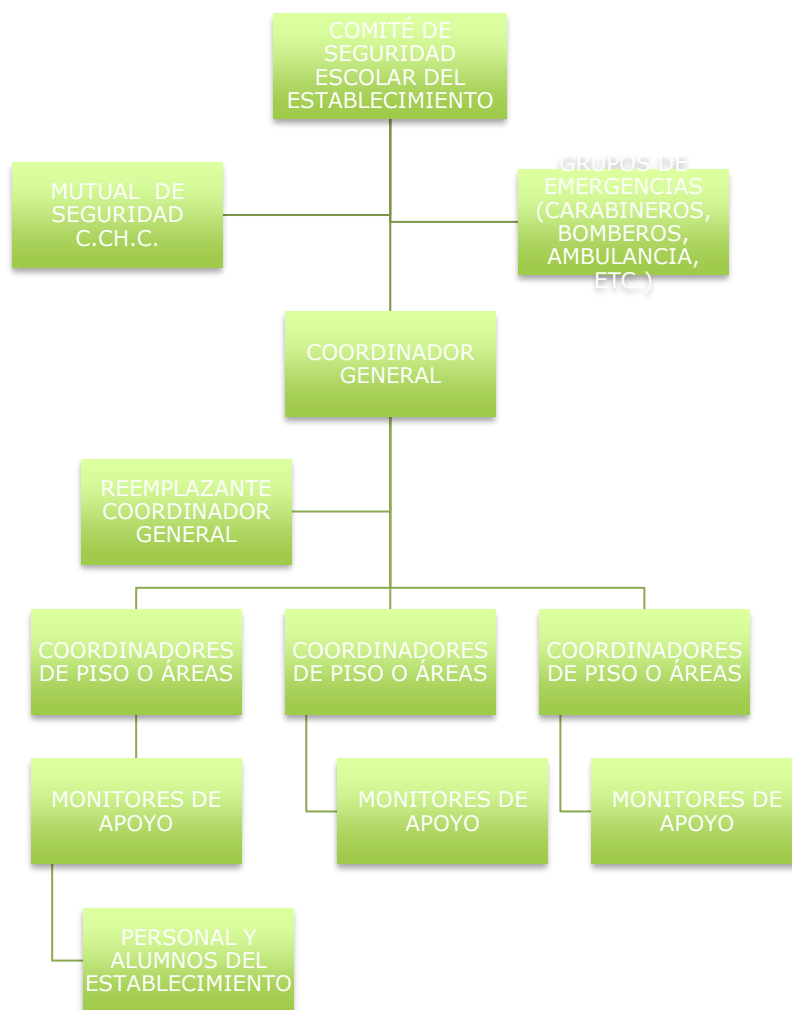 COMITÉ DE
SEGURIDAD
ESCOLAR DEL
ESTABLECIMIENTO
MUTUAL DE
SEGURIDAD
C.CH.C.
GRUPOS DE
EMERGENCIAS
(CARABINEROS,
BOMBEROS,
AMBULANCIA,
ETC.)
COORDINADOR
GENERAL
REEMPLAZANTE
COORDINADOR
GENERAL
COORDINADORES
DE PISO O ÁREAS
COORDINADORES
DE PISO O ÁREAS
COORDINADORES
DE PISO O ÁREAS
MONITORES DE
APOYO
MONITORES DE
APOYO
MONITORES DE
APOYO
PERSONAL Y
ALUMNOS DEL
ESTABLECIMIENTO